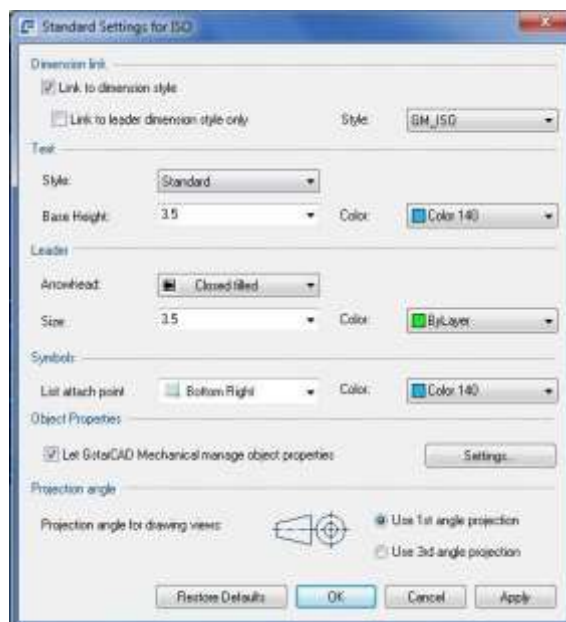 Standard Settings for ISO
Dimension link
Link to dimension style
Link to leader dimension style only Style: GM_ISO
Text
Style: Standard
Base Height: 3.5 Color: Color 140
Leader
Arrowhead: Closed filled
Size: 3.5 Color: ByLayer
Symbols
List attach point Bottom Right Color: Color 140
Object Properties
Let GstarCAD Mechanical manage object properties Settings...
Projection angle
Projection angle for drawing views: Use 1st angle projection
Use 3rd angle projection
Restore Defaults OK Cancel Apply